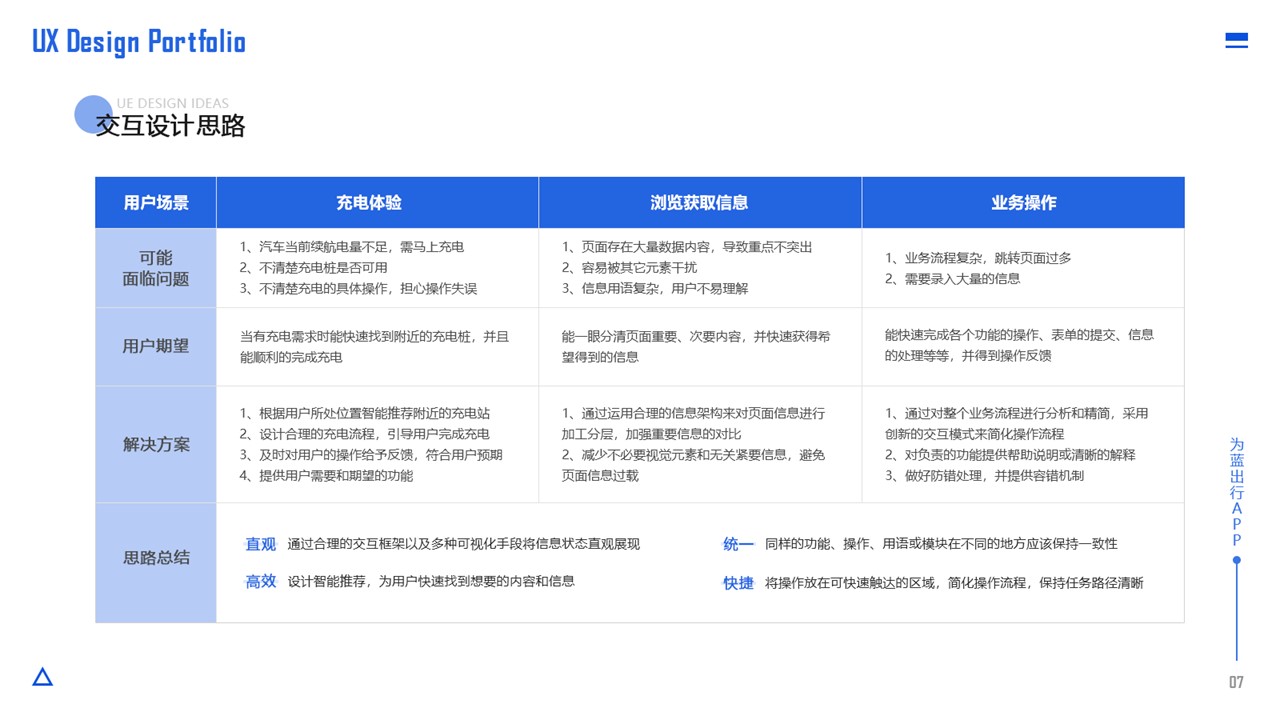 UX Design Portfolio
UE DESIGN IDEAS
交互设计思路
用户场景
充电体验
浏览获取信息
业务操作
可能
面临问题
1、汽车当前续航电量不足，需马上充电
2、不清楚充电桩是否可用
3、不清楚充电的具体操作，担心操作失误
1、页面存在大量数据内容，导致重点不突出
2、容易被其它元素干扰
3、信息用语复杂，用户不易理解
1、业务流程复杂，跳转页面过多
2、需要录入大量的信息
用户期望
当有充电需求时能快速找到附近的充电桩，并且
能顺利的完成充电
能一眼分清页面重要、次要内容，并快速获得希
望得到的信息
能快速完成各个功能的操作、表单的提交、信息
的处理等等，并得到操作反馈
解决方案
1、根据用户所处位置智能推荐附近的充电站
2、设计合理的充电流程，引导用户完成充电
3、及时对用户的操作给予反馈，符合用户预期
4、提供用户需要和期望的功能
1、通过运用合理的信息架构来对页面信息进行
加工分层，加强重要信息的对比
2、减少不必要视觉元素和无关紧要信息，避免
页面信息过载
1、通过对整个业务流程进行分析和精简，采用
创新的交互模式来简化操作流程
2、对负责的功能提供帮助说明或清晰的解释
3、做好防错处理，并提供容错机制
思路总结
直观 通过合理的交互框架以及多种可视化手段将信息状态直观展现
统一 同样的功能、操作、用语或模块在不同的地方应该保持一致性
高效 设计智能推荐，为用户快速找到想要的内容和信息
快捷 将操作放在可快速触达的区域，简化操作流程，保持任务路径清晰
为蓝出行APP
07